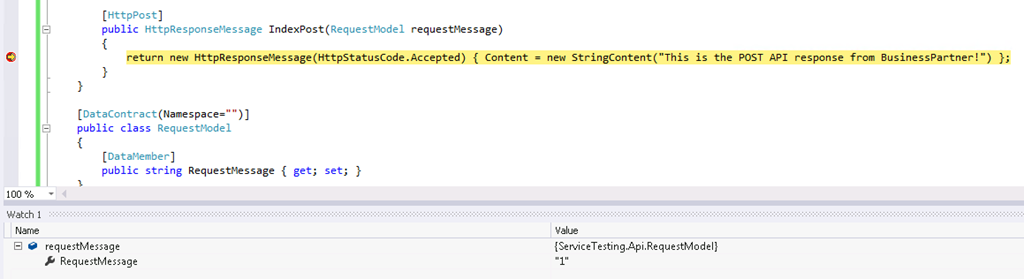 [HttpPost]
public HttpResponseMessage IndexPost(RequestModel requestMessage)
{
return new HttpResponseMessage(HttpStatusCode.Accepted) { Content = new StringContent("This is the POST API response from BusinessPartner!") };
}
}
[DataContract(Namespace="")]
public class RequestModel
{
[DataMember]
public string RequestMessage { get; set; }
}
100 %
Watch 1
Name Value
requestMessage {ServiceTesting.Api.RequestModel}
RequestMessage "1"